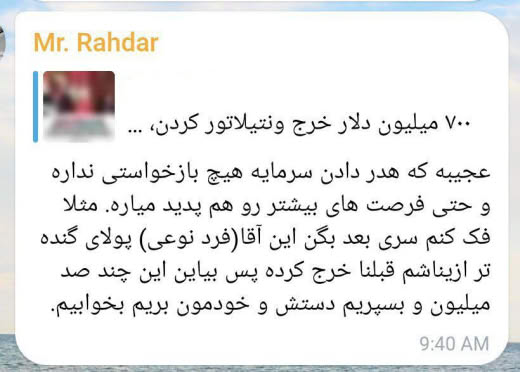 Mr. Rahdar
۷۰۰ میلیون دلار خرج ونتیلاتور کردن، ...
عجیبه که هدر دادن سرمایه هیچ بازخواستی نداره
و حتی فرصت های بیشتر رو هم پدید میاره. مثلا
فک کنم سری بعد بگن این آقا(فرد نوعی) پولای گنده
تر ازیناشم قبلنا خرج کرده پس بیاین این چند صد
میلیون و بسپریم دستش و خودمون بریم بخوابیم.
9:40 AM